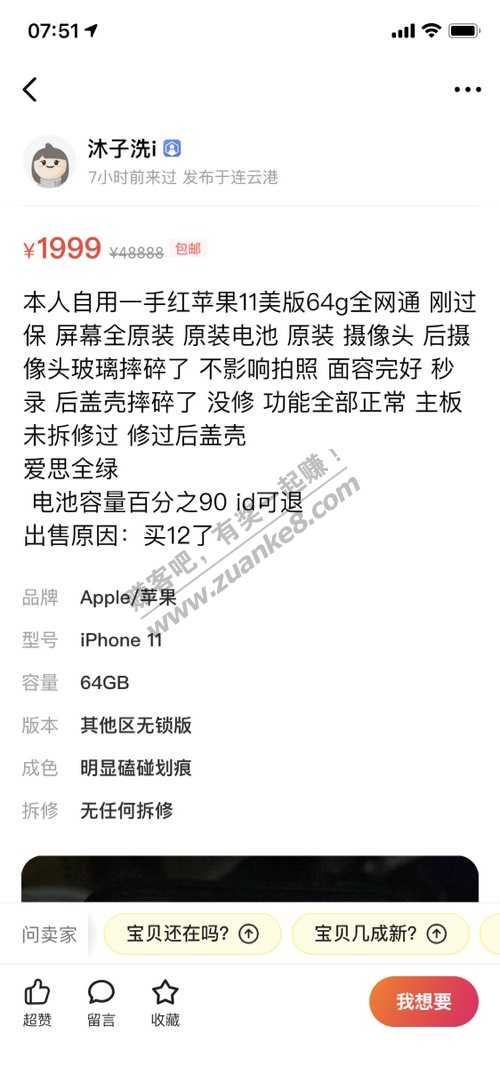 07:51
沐子洗i
7小时前来过 发布于连云港
¥1999 ¥48888 包邮
本人自用一手红苹果11美版64g全网通 刚过
保 屏幕全原装 原装电池 原装 摄像头 后摄
像头玻璃摔碎了 不影响拍照 面容完好 秒
录 后盖壳摔碎了 没修 功能全部正常 主板
未拆修过 修过后盖壳
爱思全绿
电池容量百分之90 id可退
出售原因：买12了
赚客吧，有奖一起赚！
www.zuanke8.com
品牌 Apple/苹果
型号 iPhone 11
容量 64GB
版本 其他区无锁版
成色 明显磕碰划痕
拆修 无任何拆修
问卖家 宝贝还在吗? 宝贝几成新?
超赞 留言 收藏 我想要